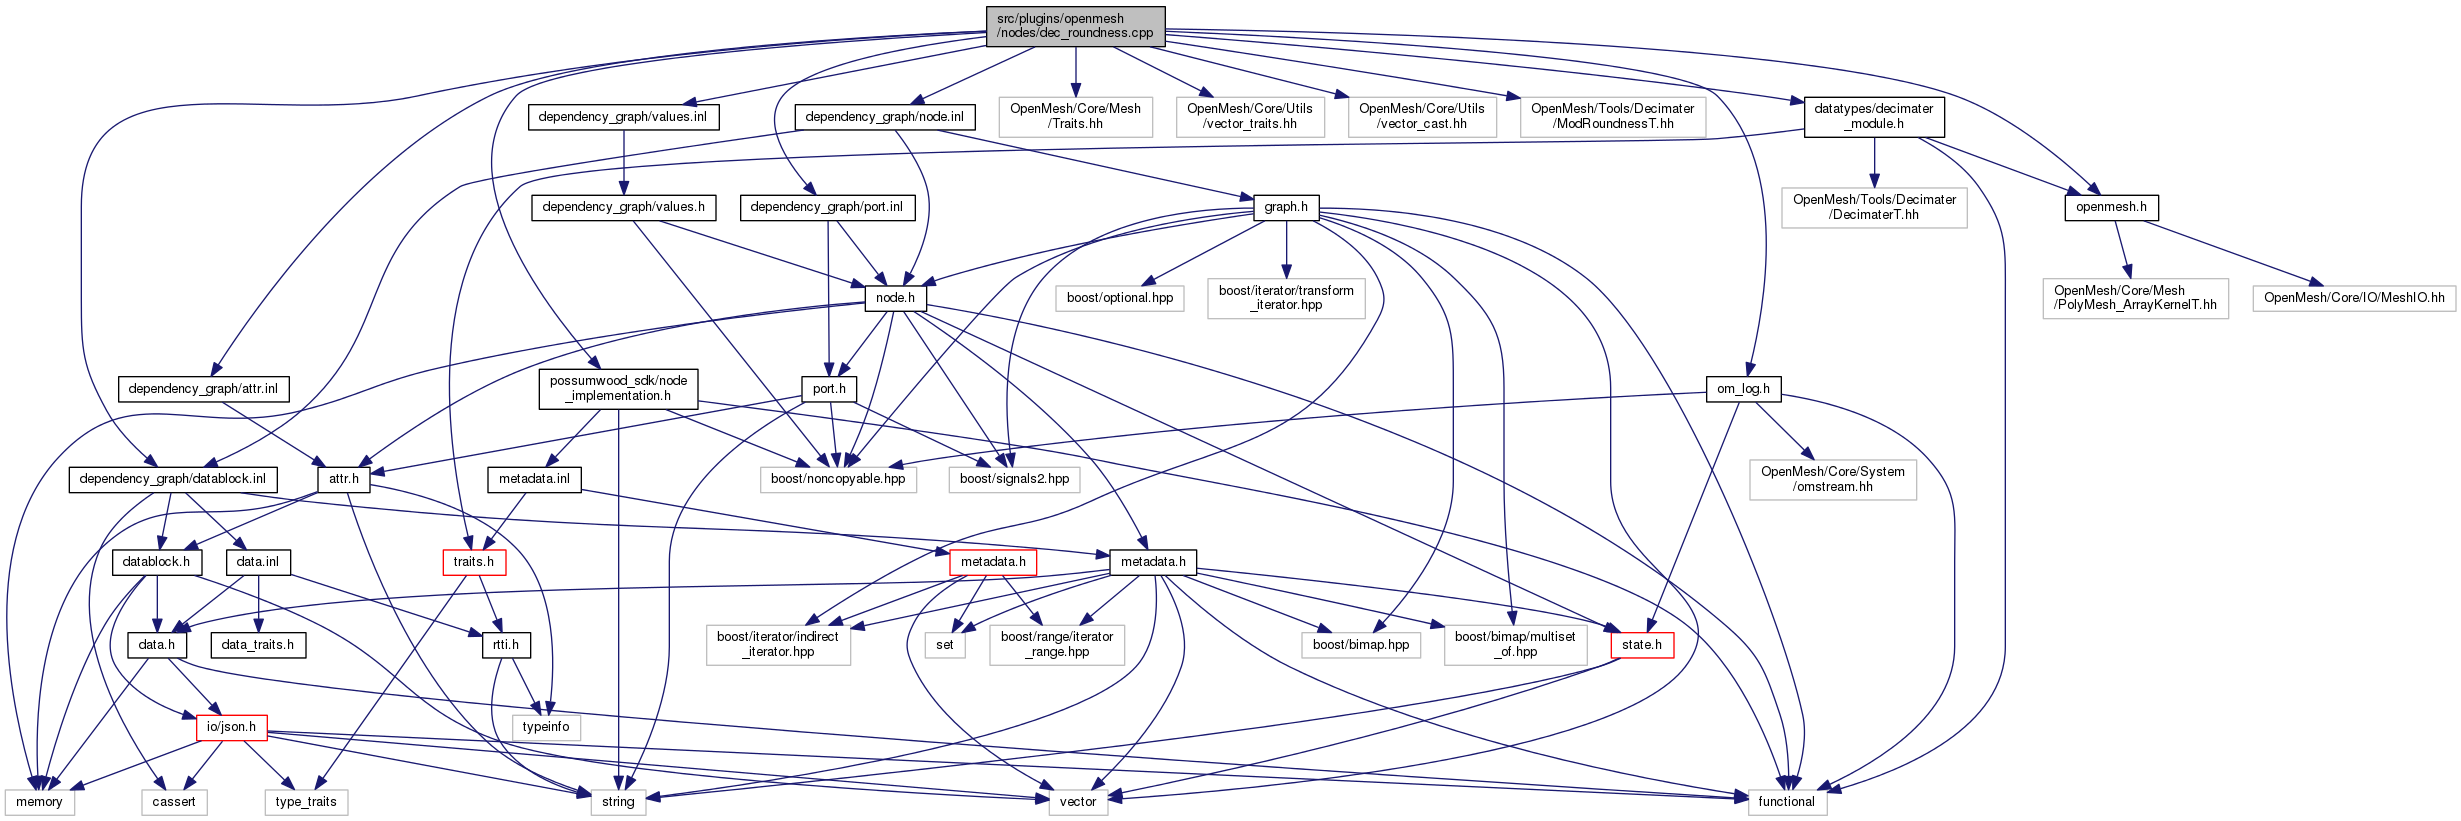 src/plugins/openmesh
/nodes/dec_roundness.cpp
dependency_graph/values.inl
dependency_graph/node.inl
OpenMesh/Core/Mesh
/Traits.hh
OpenMesh/Core/Utils
/vector_traits.hh
OpenMesh/Core/Utils
/vector_cast.hh
OpenMesh/Tools/Decimater
/ModRoundnessT.hh
datatypes/decimater
_module.h
dependency_graph/values.h
dependency_graph/port.inl
graph.h
OpenMesh/Tools/Decimater
/DecimaterT.hh
openmesh.h
node.h
boost/optional.hpp
boost/iterator/transform
_iterator.hpp
OpenMesh/Core/Mesh
/PolyMesh_ArrayKernelT.hh
OpenMesh/Core/IO/MeshIO.hh
dependency_graph/attr.inl
possumwood_sdk/node
_implementation.h
port.h
om_log.h
dependency_graph/datablock.inl
attr.h
metadata.inl
boost/noncopyable.hpp
boost/signals2.hpp
OpenMesh/Core/System
/omstream.hh
datablock.h
data.inl
traits.h
metadata.h
metadata.h
data.h
data_traits.h
rtti.h
boost/iterator/indirect
_iterator.hpp
set
boost/range/iterator
_range.hpp
boost/bimap.hpp
boost/bimap/multiset
_of.hpp
state.h
io/json.h
typeinfo
memory
cassert
type_traits
string
vector
functional